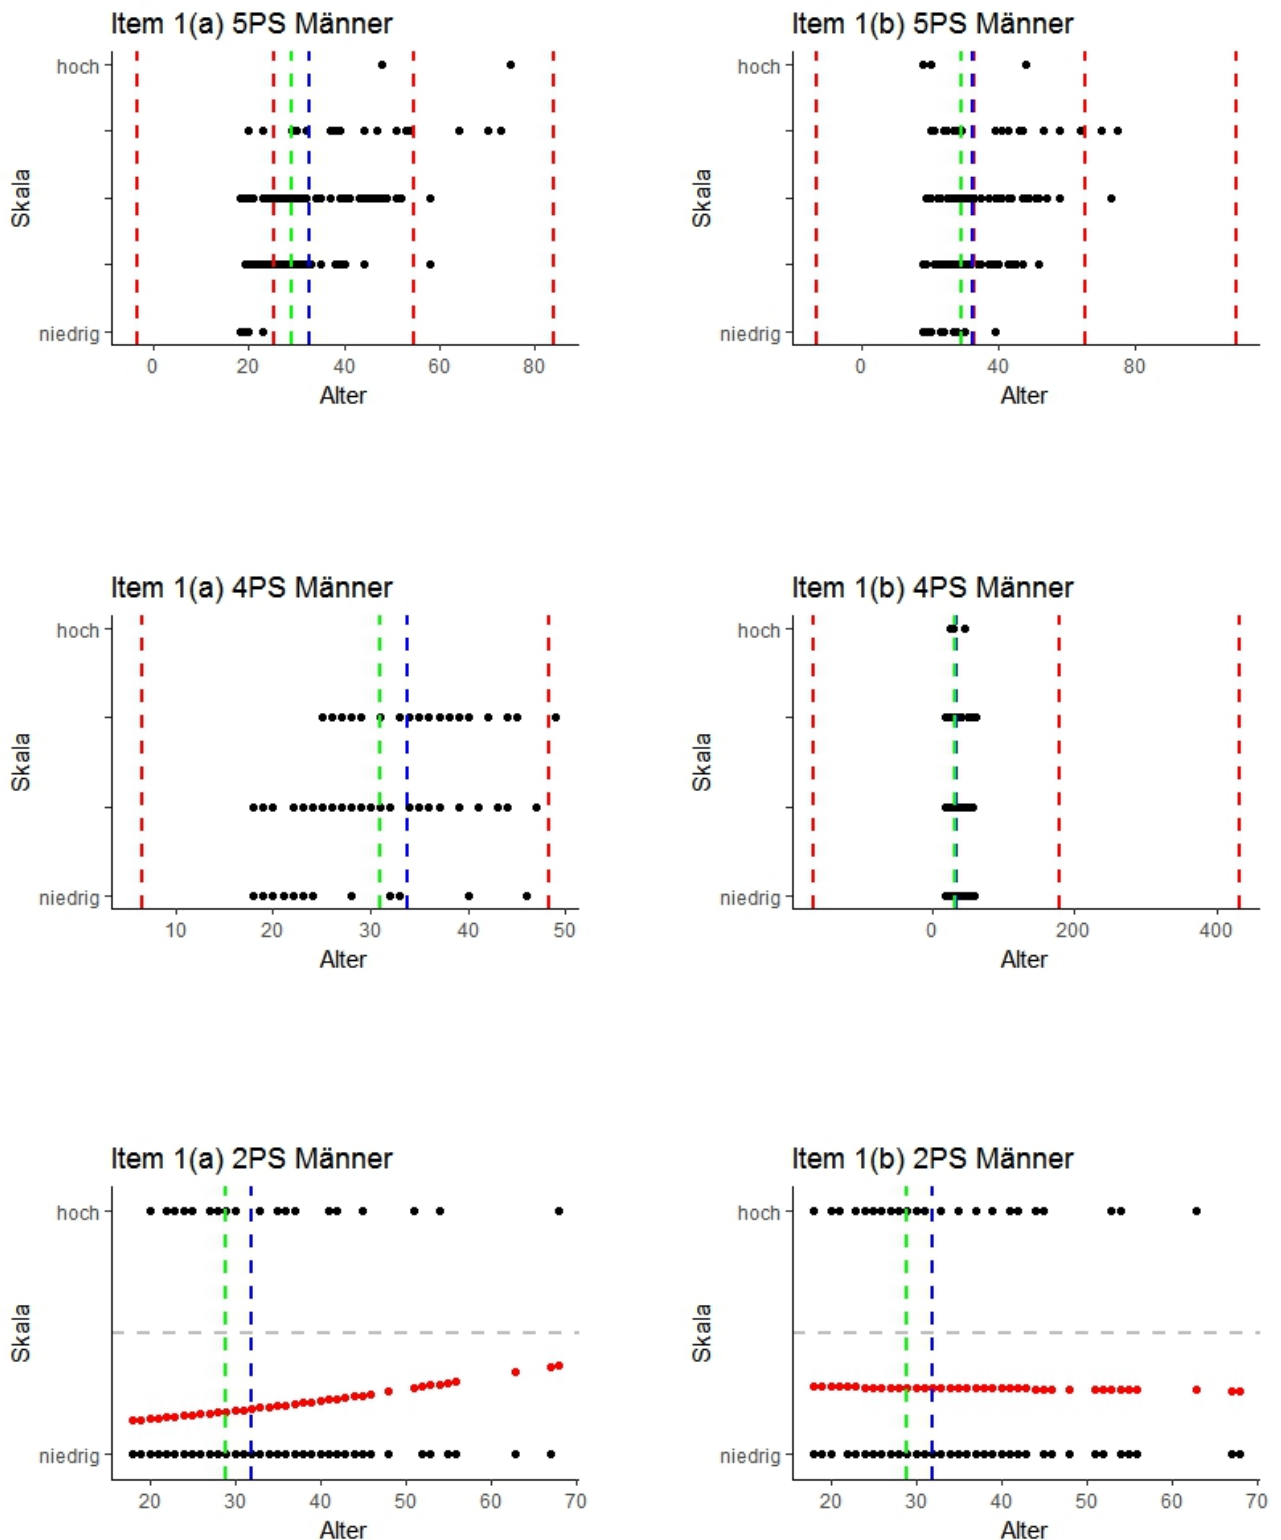 Item 1(a) 5PS Männer
hoch
Skala
niedrig
0 20 40 60 80
Alter
Item 1(b) 5PS Männer
hoch
Skala
niedrig
0 40 80
Alter
Item 1(a) 4PS Männer
hoch
Skala
niedrig
10 20 30 40 50
Alter
Item 1(b) 4PS Männer
hoch
Skala
niedrig
0 200 400
Alter
Item 1(a) 2PS Männer
hoch
Skala
niedrig
20 30 40 50 60 70
Alter
Item 1(b) 2PS Männer
hoch
Skala
niedrig
20 30 40 50 60 70
Alter